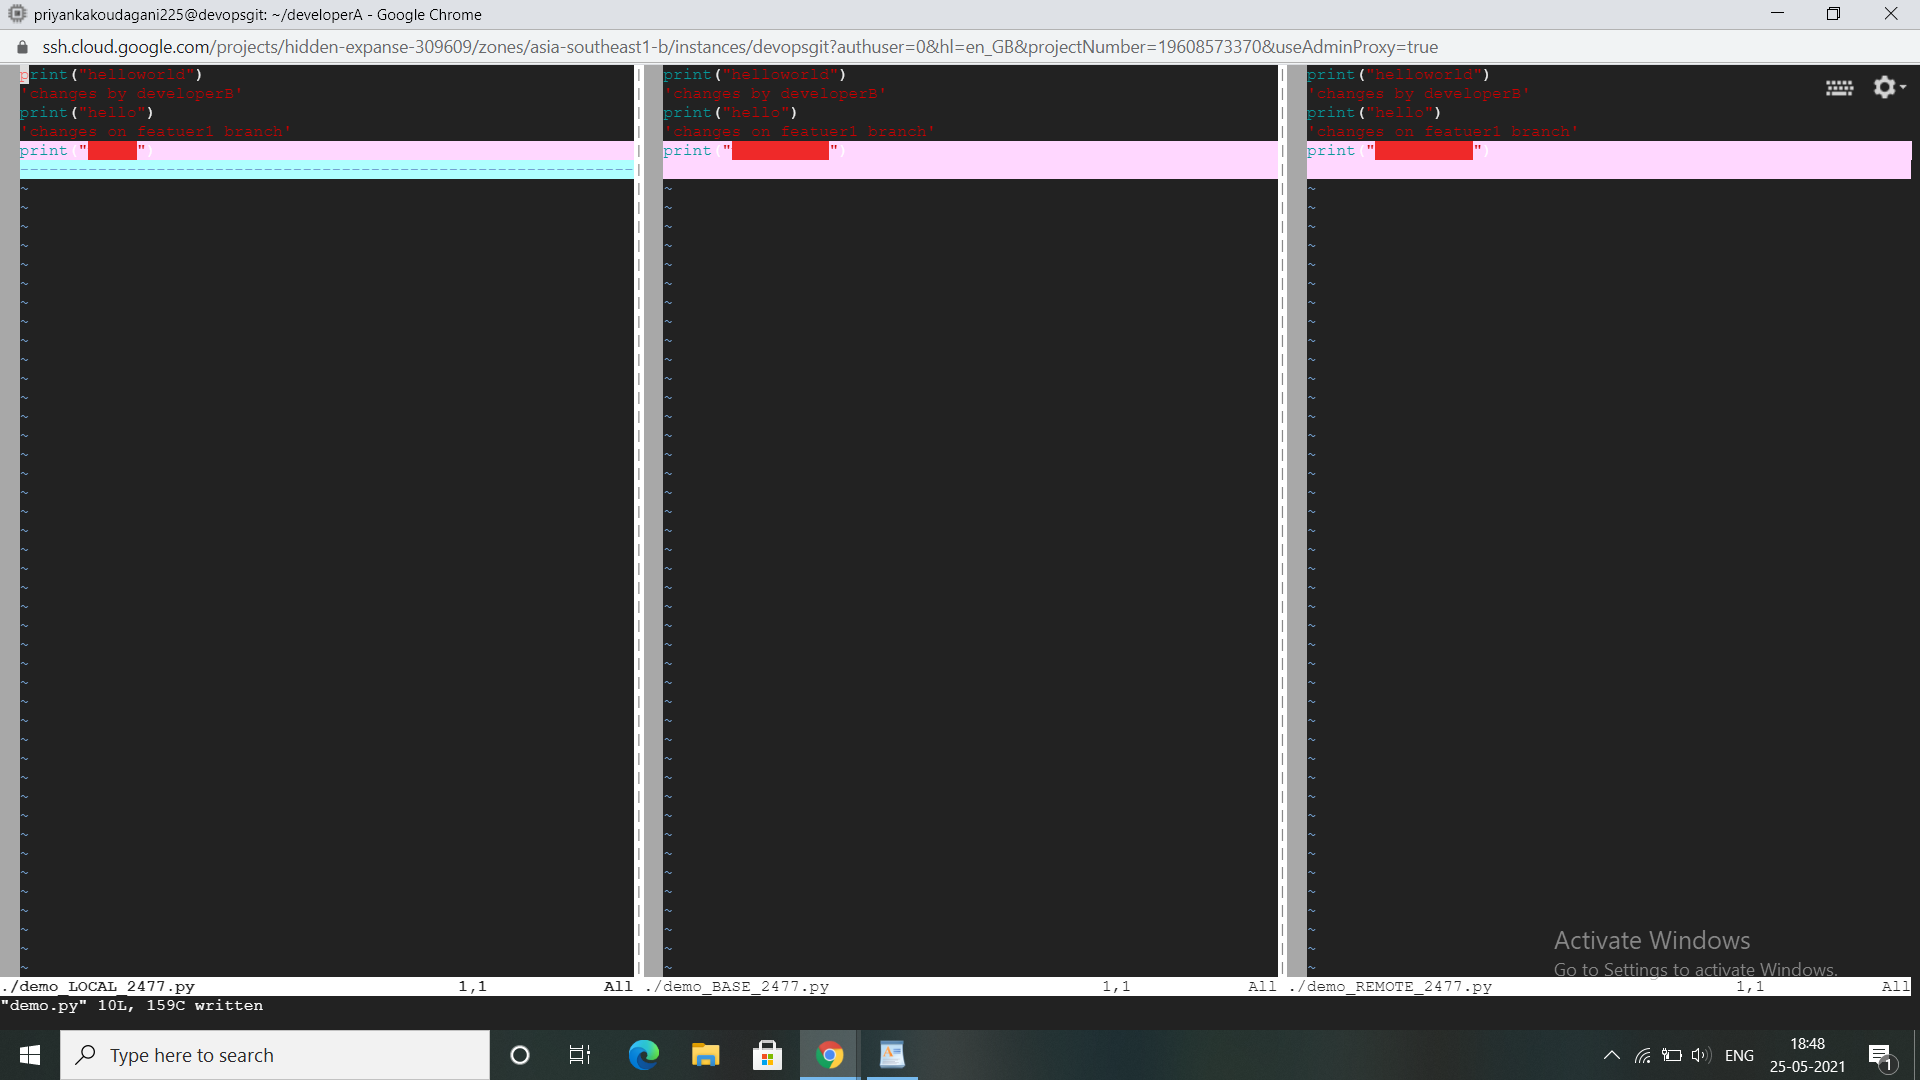 priyankakoudagani225@devopsgit: ~/developerA - Google Chrome
ssh.cloud.google.com/projects/hidden-expanse-309609/zones/asia-southeast1-b/instances/devopsgit?authuser=0&hl=en_GB&projectNumber=19608573370&useAdminProxy=true
print("helloworld")
'changes by developerB'
print("hello")
'changes on featuer1 branch'
print(" ")
print("helloworld")
'changes by developerB'
print("hello")
'changes on featuer1 branch'
print(" ")
print("helloworld")
'changes by developerB'
print("hello")
'changes on featuer1 branch'
print(" ")
Activate Windows
Go to Settings to activate Windows.
./demo_LOCAL_2477.py 1,1 All ./demo_BASE_2477.py 1,1 All ./demo_REMOTE_2477.py 1,1 All
"demo.py" 10L, 159C written
Type here to search
ENG
18:48
25-05-2021
1